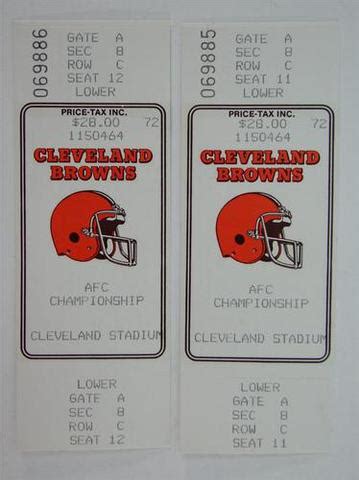 069886
GATE A
SEC 8
ROW C
SEAT 12
LOWER
PRICE-TAX INC.
$28.00 72
1150464
CLEVELAND
BROWNS
AFC
CHAMPIONSHIP
CLEVELAND STADIUM
LOWER
GATE A
SEC 8
ROW C
SEAT 12
069885
GATE A
SEC 8
ROW C
SEAT 11
LOWER
PRICE-TAX INC.
$28.00 72
1150464
CLEVELAND
BROWNS
AFC
CHAMPIONSHIP
CLEVELAND STADIUM
LOWER
GATE A
SEC 8
ROW C
SEAT 11